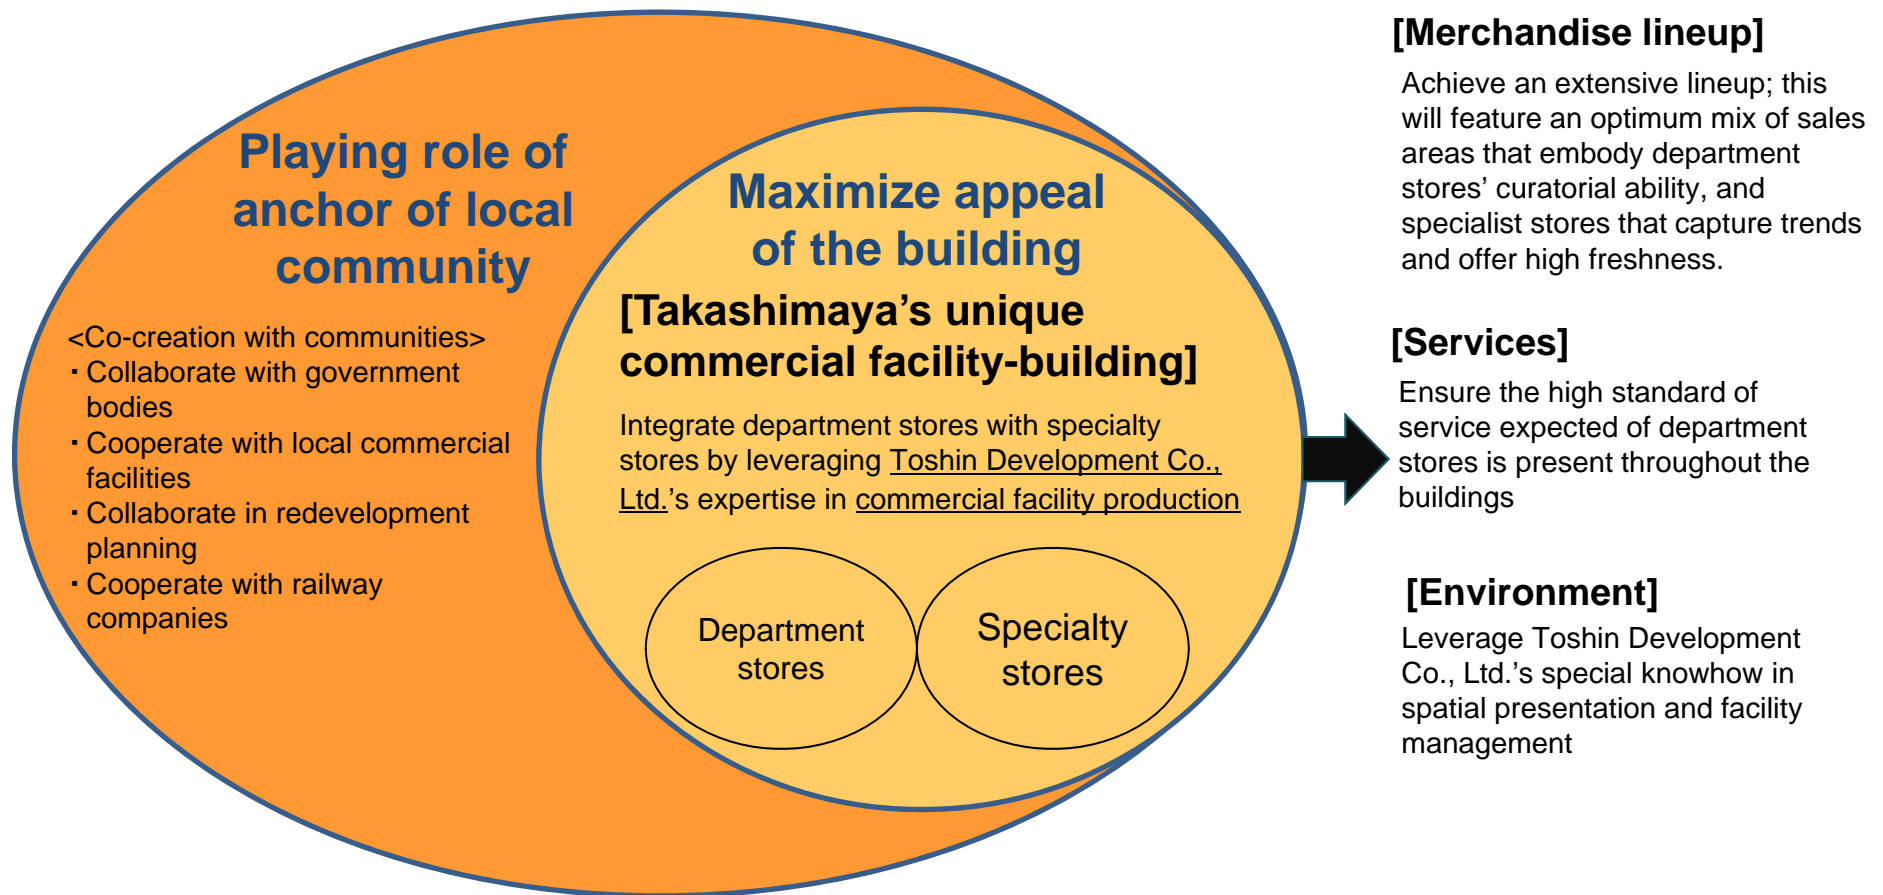 Playing role of
anchor of local
community
<Co-creation with communities>
・Collaborate with government
bodies
・Cooperate with local commercial
facilities
・Collaborate in redevelopment
planning
・Cooperate with railway
companies
Maximize appeal
of the building
[Takashimaya’s unique
commercial facility-building]
Integrate department stores with specialty
stores by leveraging Toshin Development Co.,
Ltd.’s expertise in commercial facility production
Department
stores
Specialty
stores
[Merchandise lineup]
Achieve an extensive lineup; this
will feature an optimum mix of sales
areas that embody department
stores’ curatorial ability, and
specialist stores that capture trends
and offer high freshness.
[Services]
Ensure the high standard of
service expected of department
stores is present throughout the
buildings
[Environment]
Leverage Toshin Development
Co., Ltd.’s special knowhow in
spatial presentation and facility
management